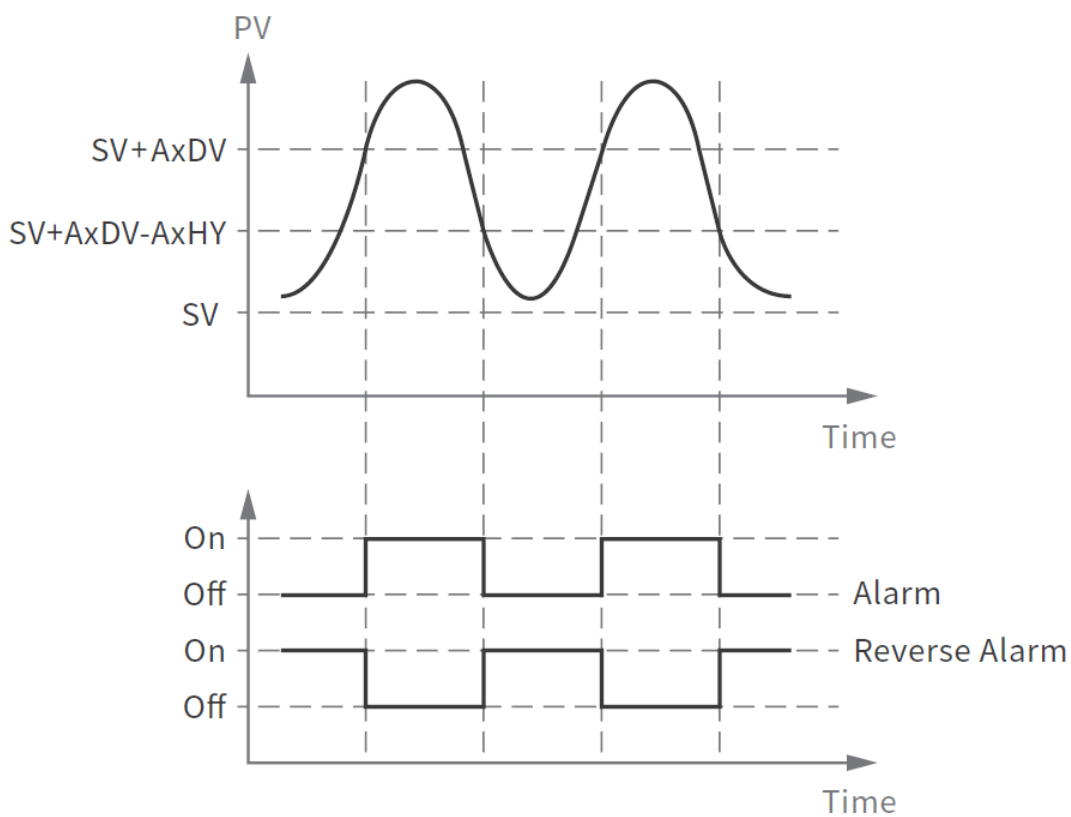 PV
SV+AxDV
SV+AxDV-AxHY
SV
Time
On
Off
Alarm
On
Reverse Alarm
Off
Time